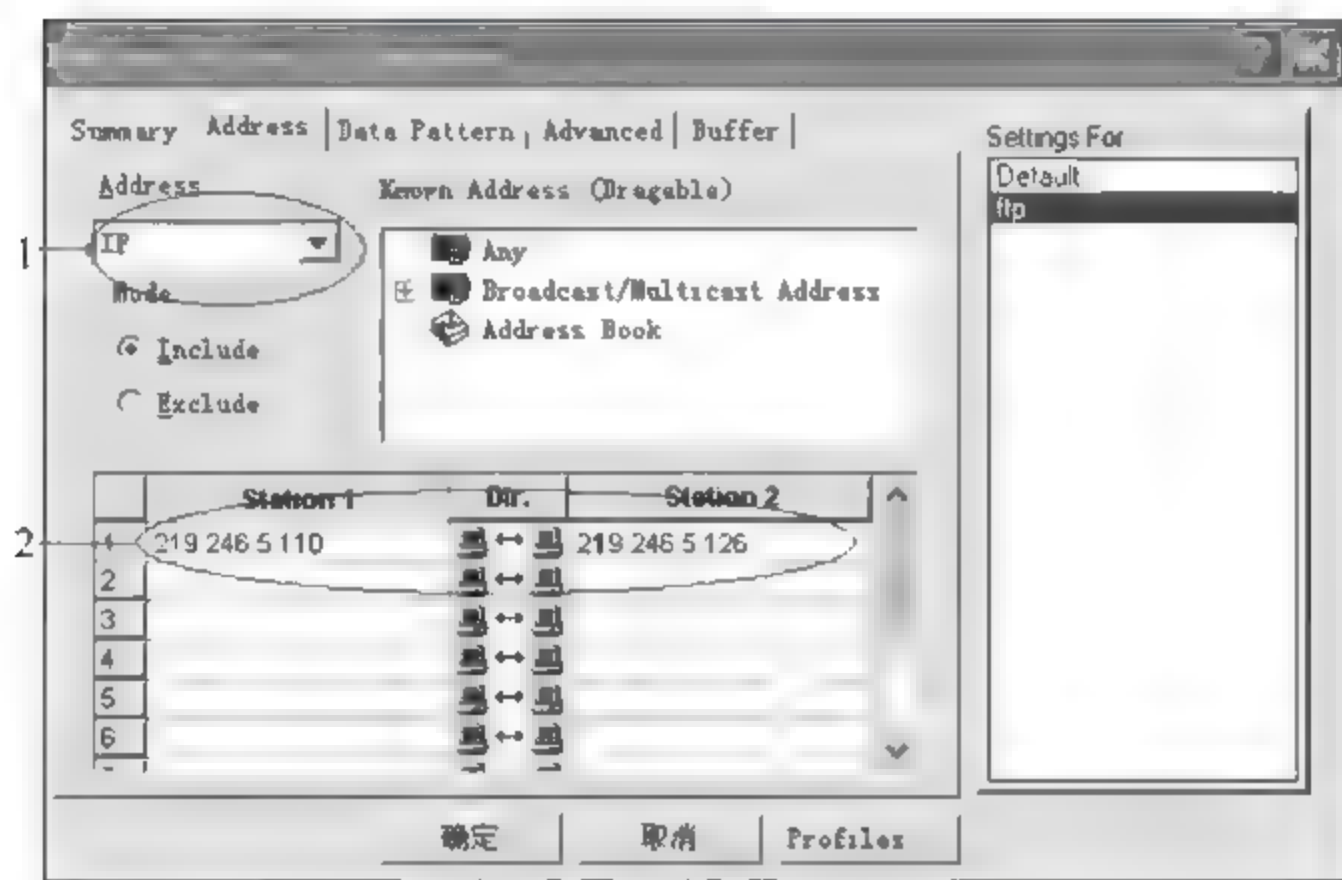 Summary Address Data Pattern Advanced Buffer
Settings For
Address
Known Address (Dragable)
Default
ftp
1
IP
Any
Mode
Broadcast/Multicast Address
Address Book
Include
Exclude
Station 1 Dir. Station 2
2
1 219 246 5 110 219 246 5 126
2
3
4
5
6
确定 取消 Profiles